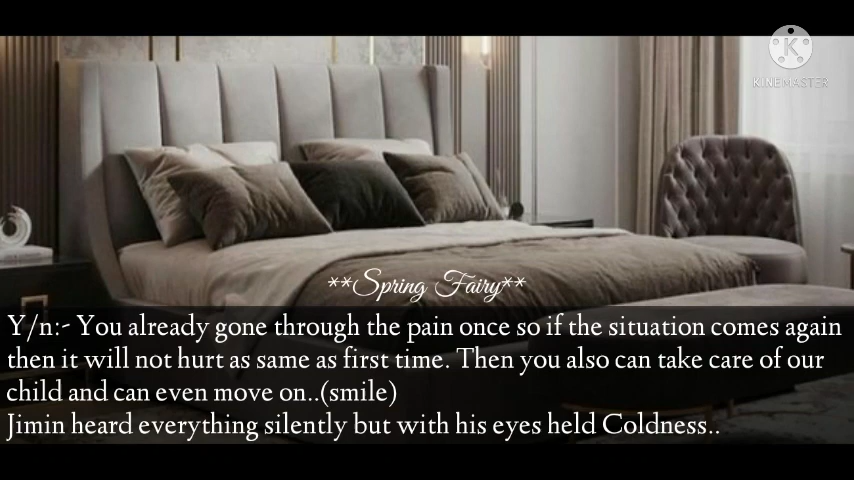 K
KINEMASTER
**Spring Fairy**
Y/n:- You already gone through the pain once so if the situation comes again
then it will not hurt as same as first time. Then you also can take care of our
child and can even move on..(smile)
Jimin heard everything silently but with his eyes held Coldness..